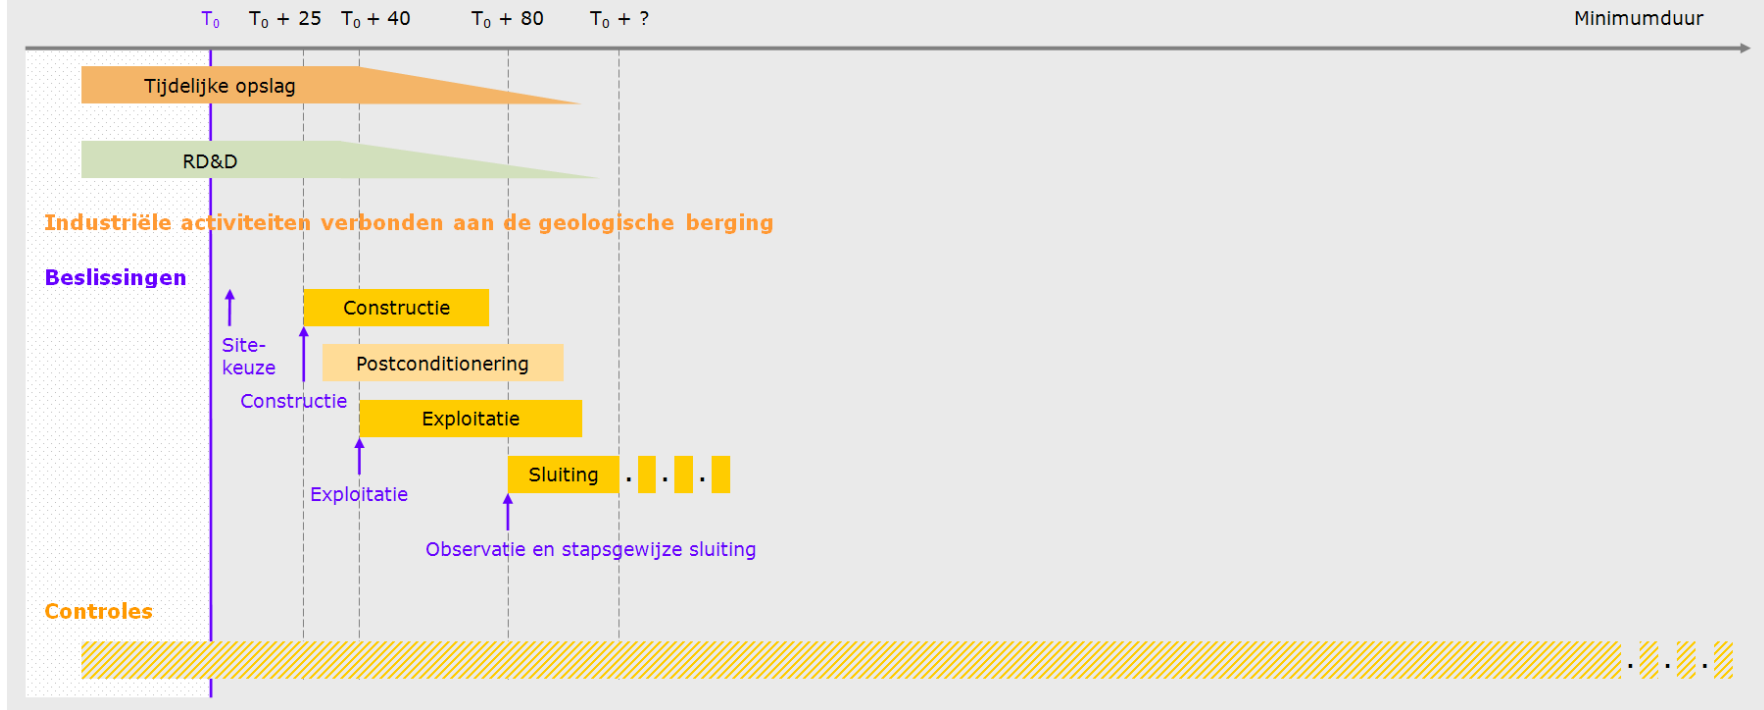 T₀ T₀ + 25 T₀ + 40 T₀ + 80 T₀ + ? Minimumduur
Tijdelijke opslag
RD&D
Industriële activiteiten verbonden aan de geologische berging
Beslissingen
Constructie
Site-
keuze
Postconditionering
Constructie
Exploitatie
Sluiting . . .
Exploitatie
Observatie en stapsgewijze sluiting
Controles
. . .